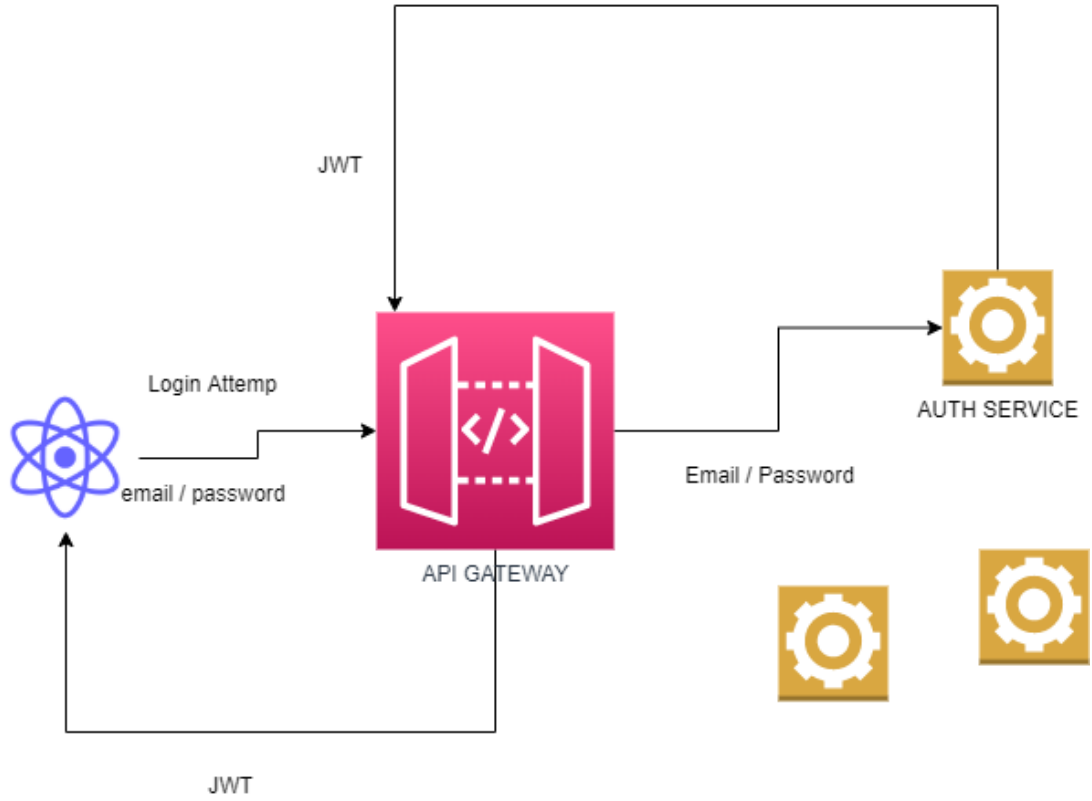 JWT
Login Attemp
email / password
AUTH SERVICE
Email / Password
API GATEWAY
JWT